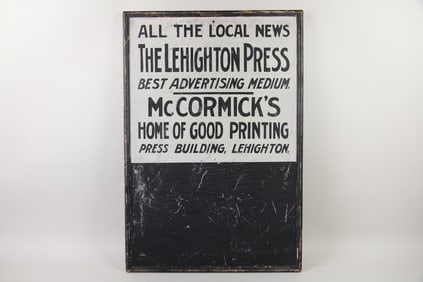 ALL THE LOCAL NEWS
THE LEHIGHTON PRESS
BEST ADVERTISING MEDIUM.
McCORMICK'S
HOME OF GOOD PRINTING
PRESS BUILDING, LEHIGHTON.